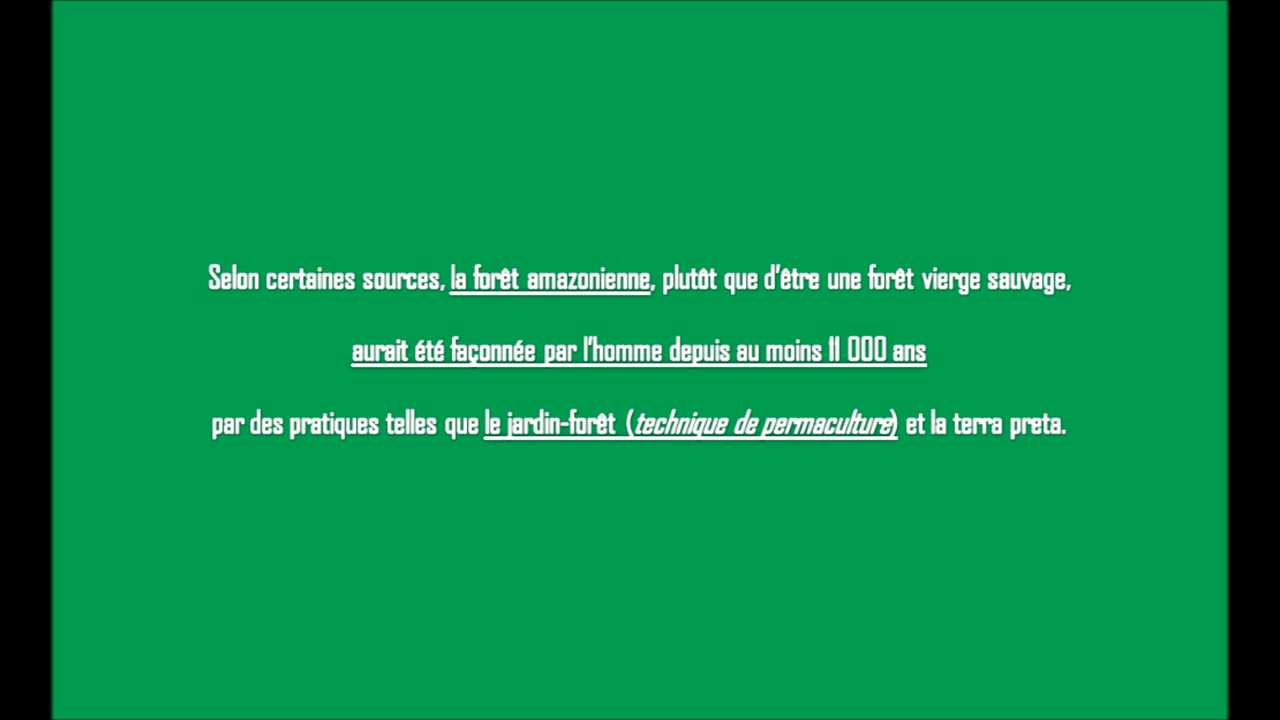 Selon certaines sources, la forêt amazonienne, plutôt que d'être une forêt vierge sauvage,
aurait été façonnée par l'homme depuis au moins 11 000 ans
par des pratiques telles que le jardin-forêt (technique de permaculture) et la terra preta.